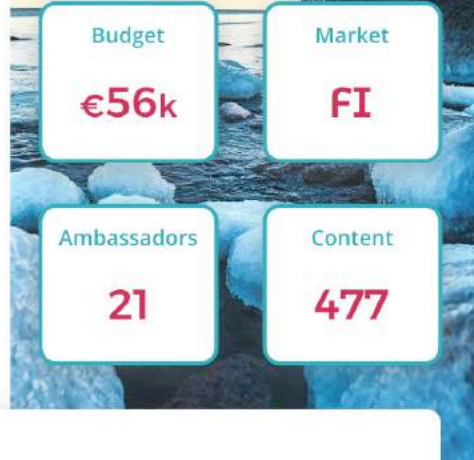 Budget
€56k
Market
FI
Ambassadors
21
Content
477